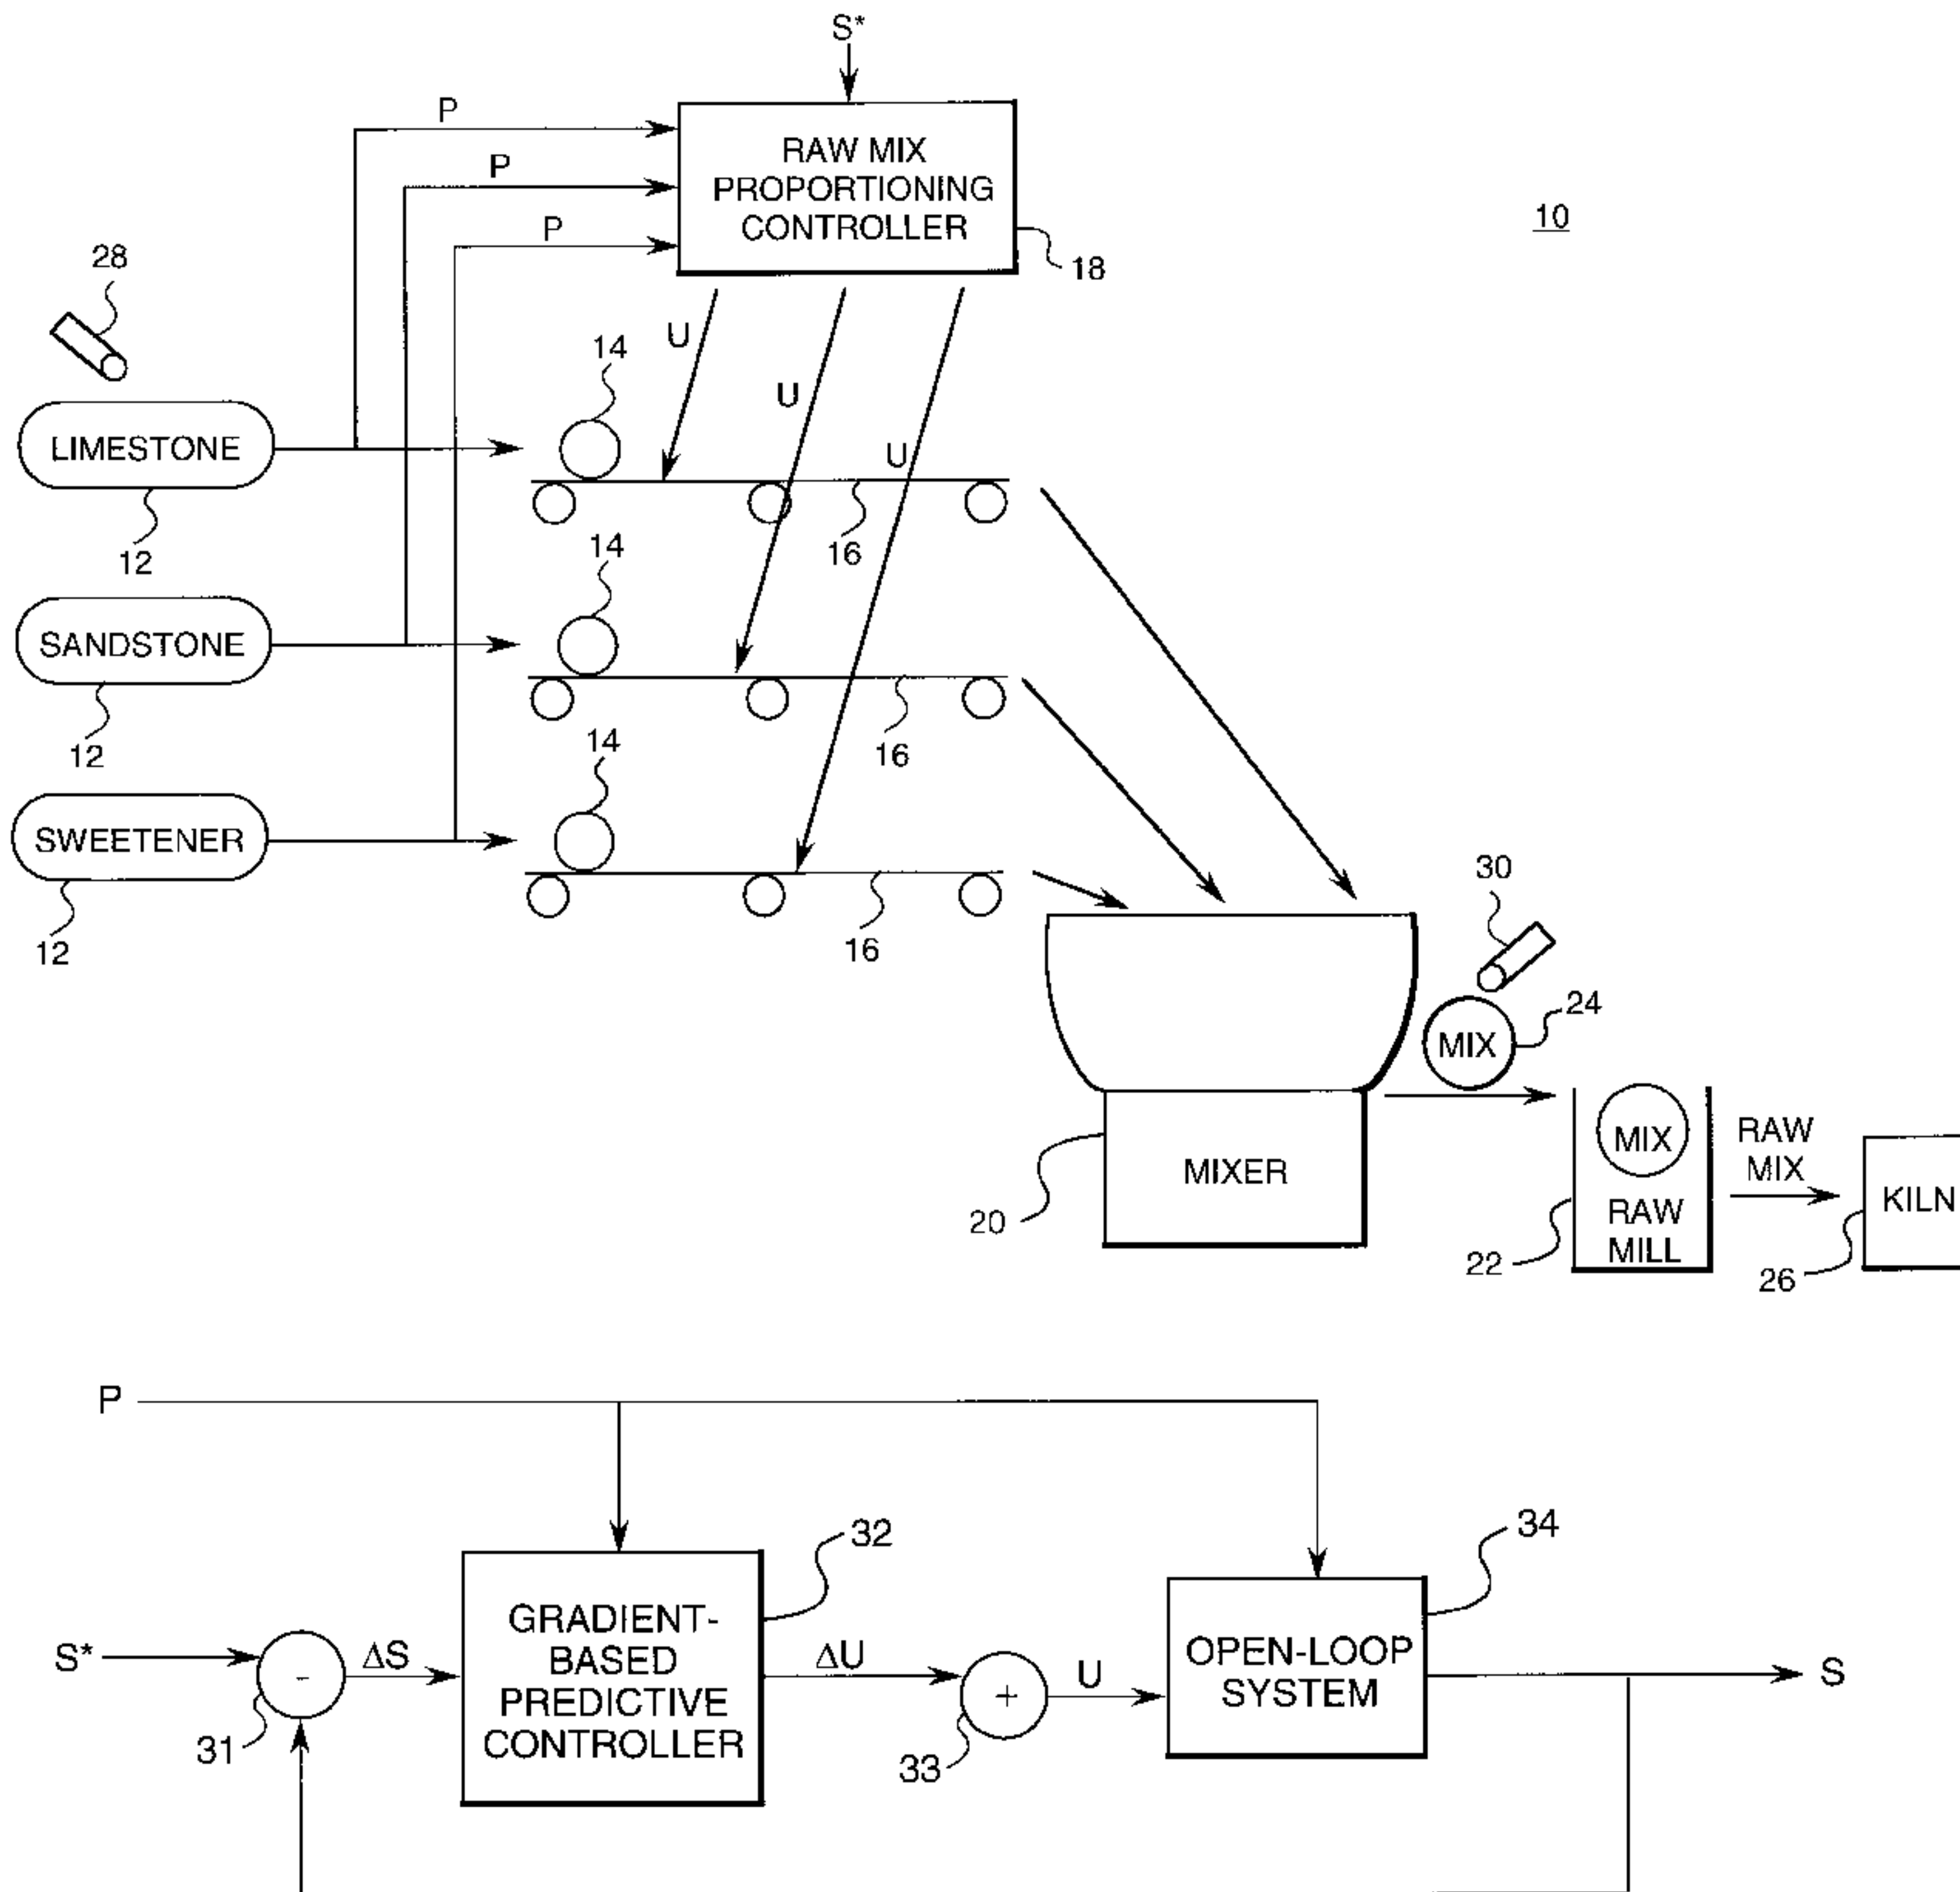 S*
P
RAW MIX
PROPORTIONING
CONTROLLER
P
P
10
18
28
U
14
U
LIMESTONE
U
12
16
14
SANDSTONE
12
16
14
SWEETENER
12
16
30
24
MIX
MIX
RAW
MIX
MIXER
KILN
20
RAW
MILL
22
26
P
32
34
GRADIENT-
BASED
PREDICTIVE
CONTROLLER
S*
ΔS
-
31
ΔU
U
+
33
OPEN-LOOP
SYSTEM
S